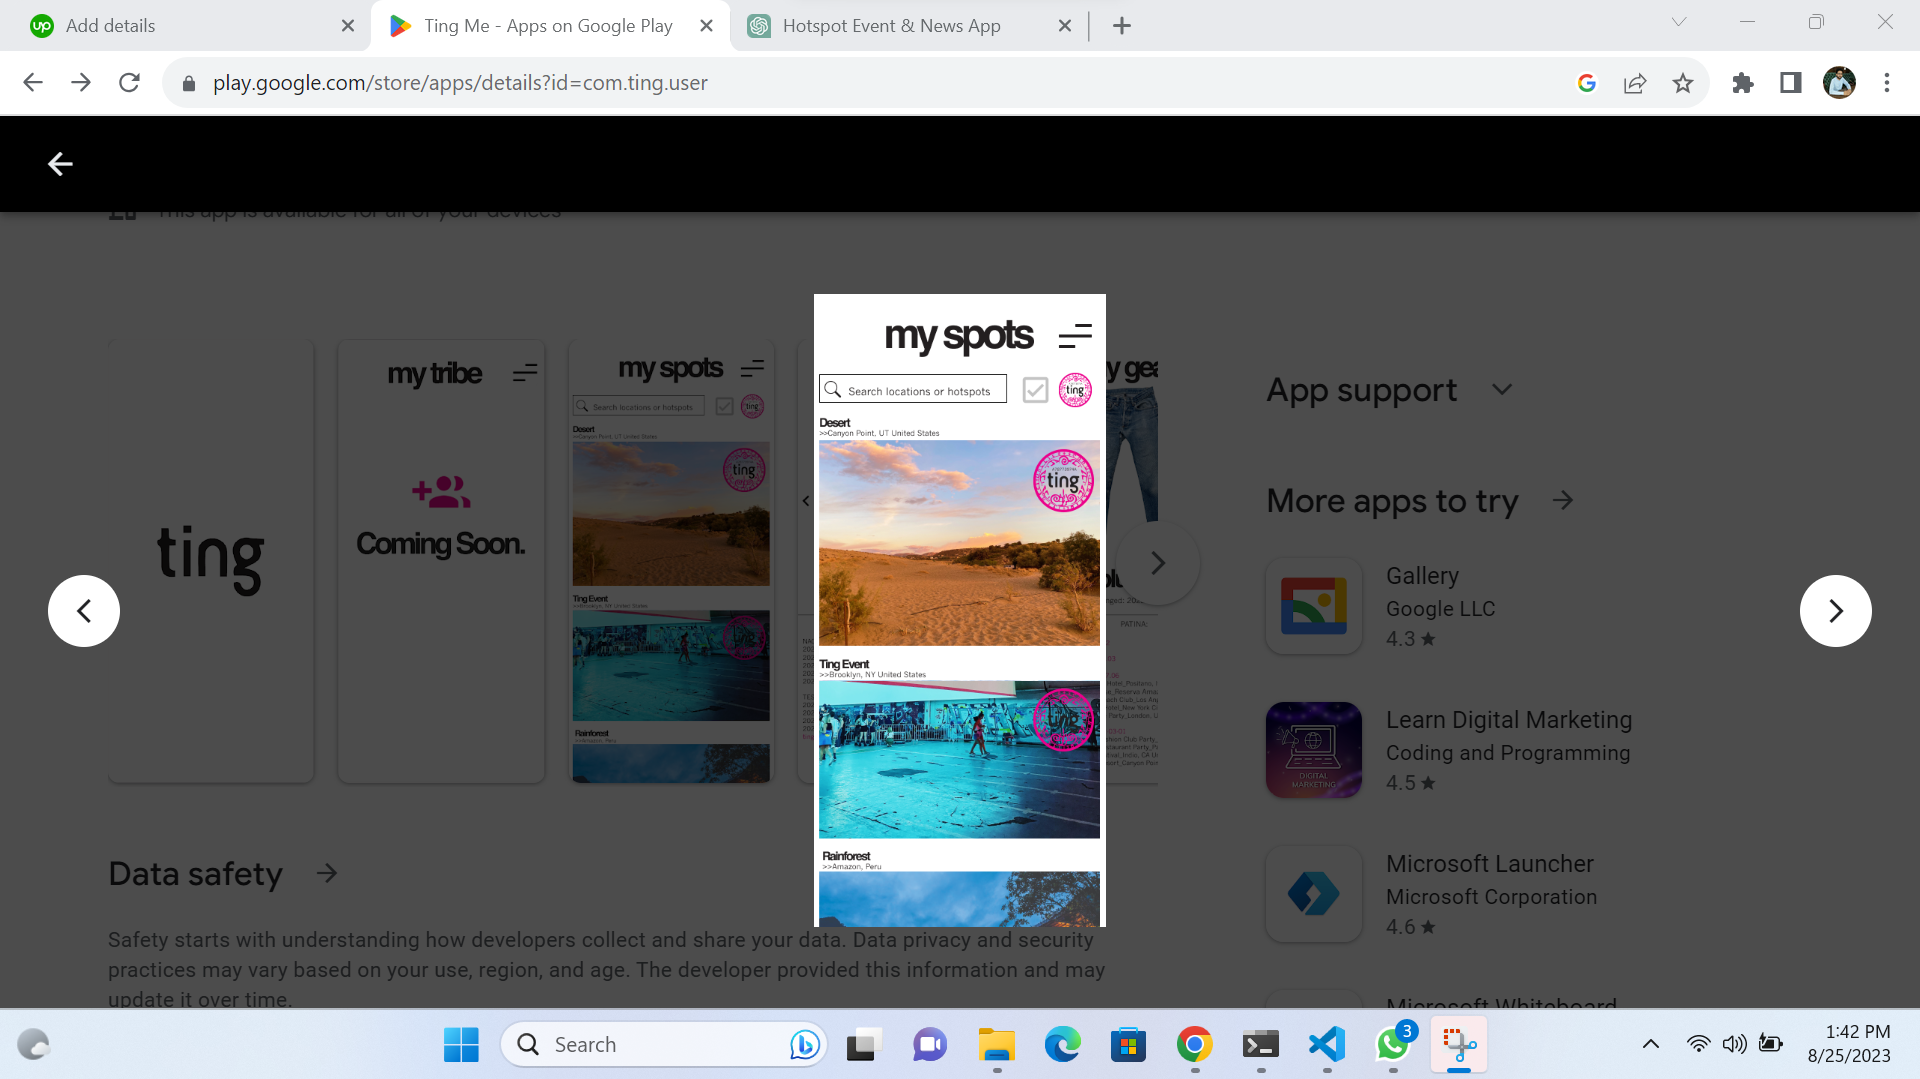 Add details
Ting Me - Apps on Google Play
Hotspot Event & News App
play.google.com/store/apps/details?id=com.ting.user
This app is available for all of your devices
ting
my tribe
Coming Soon.
my spots
Search locations or hotspots
ting
Desert
>>Canyon Point, UT United States
ting
Ting Event
>>Brooklyn, NY United States
ting
Rainforest
>>Amazon, Peru
my spots
Search locations or hotspots
ting
Desert
>>Canyon Point, UT United States
ting
Ting Event
>>Brooklyn, NY United States
ting
Rainforest
>>Amazon, Peru
App support
More apps to try
Gallery
Google LLC
4.3
Learn Digital Marketing
Coding and Programming
4.5
DIGITAL
MARKETING
Microsoft Launcher
Microsoft Corporation
4.6
Microsoft Whiteboard
Data safety
Safety starts with understanding how developers collect and share your data. Data privacy and security
practices may vary based on your use, region, and age. The developer provided this information and may
update it over time.
Search
3
1:42 PM
8/25/2023